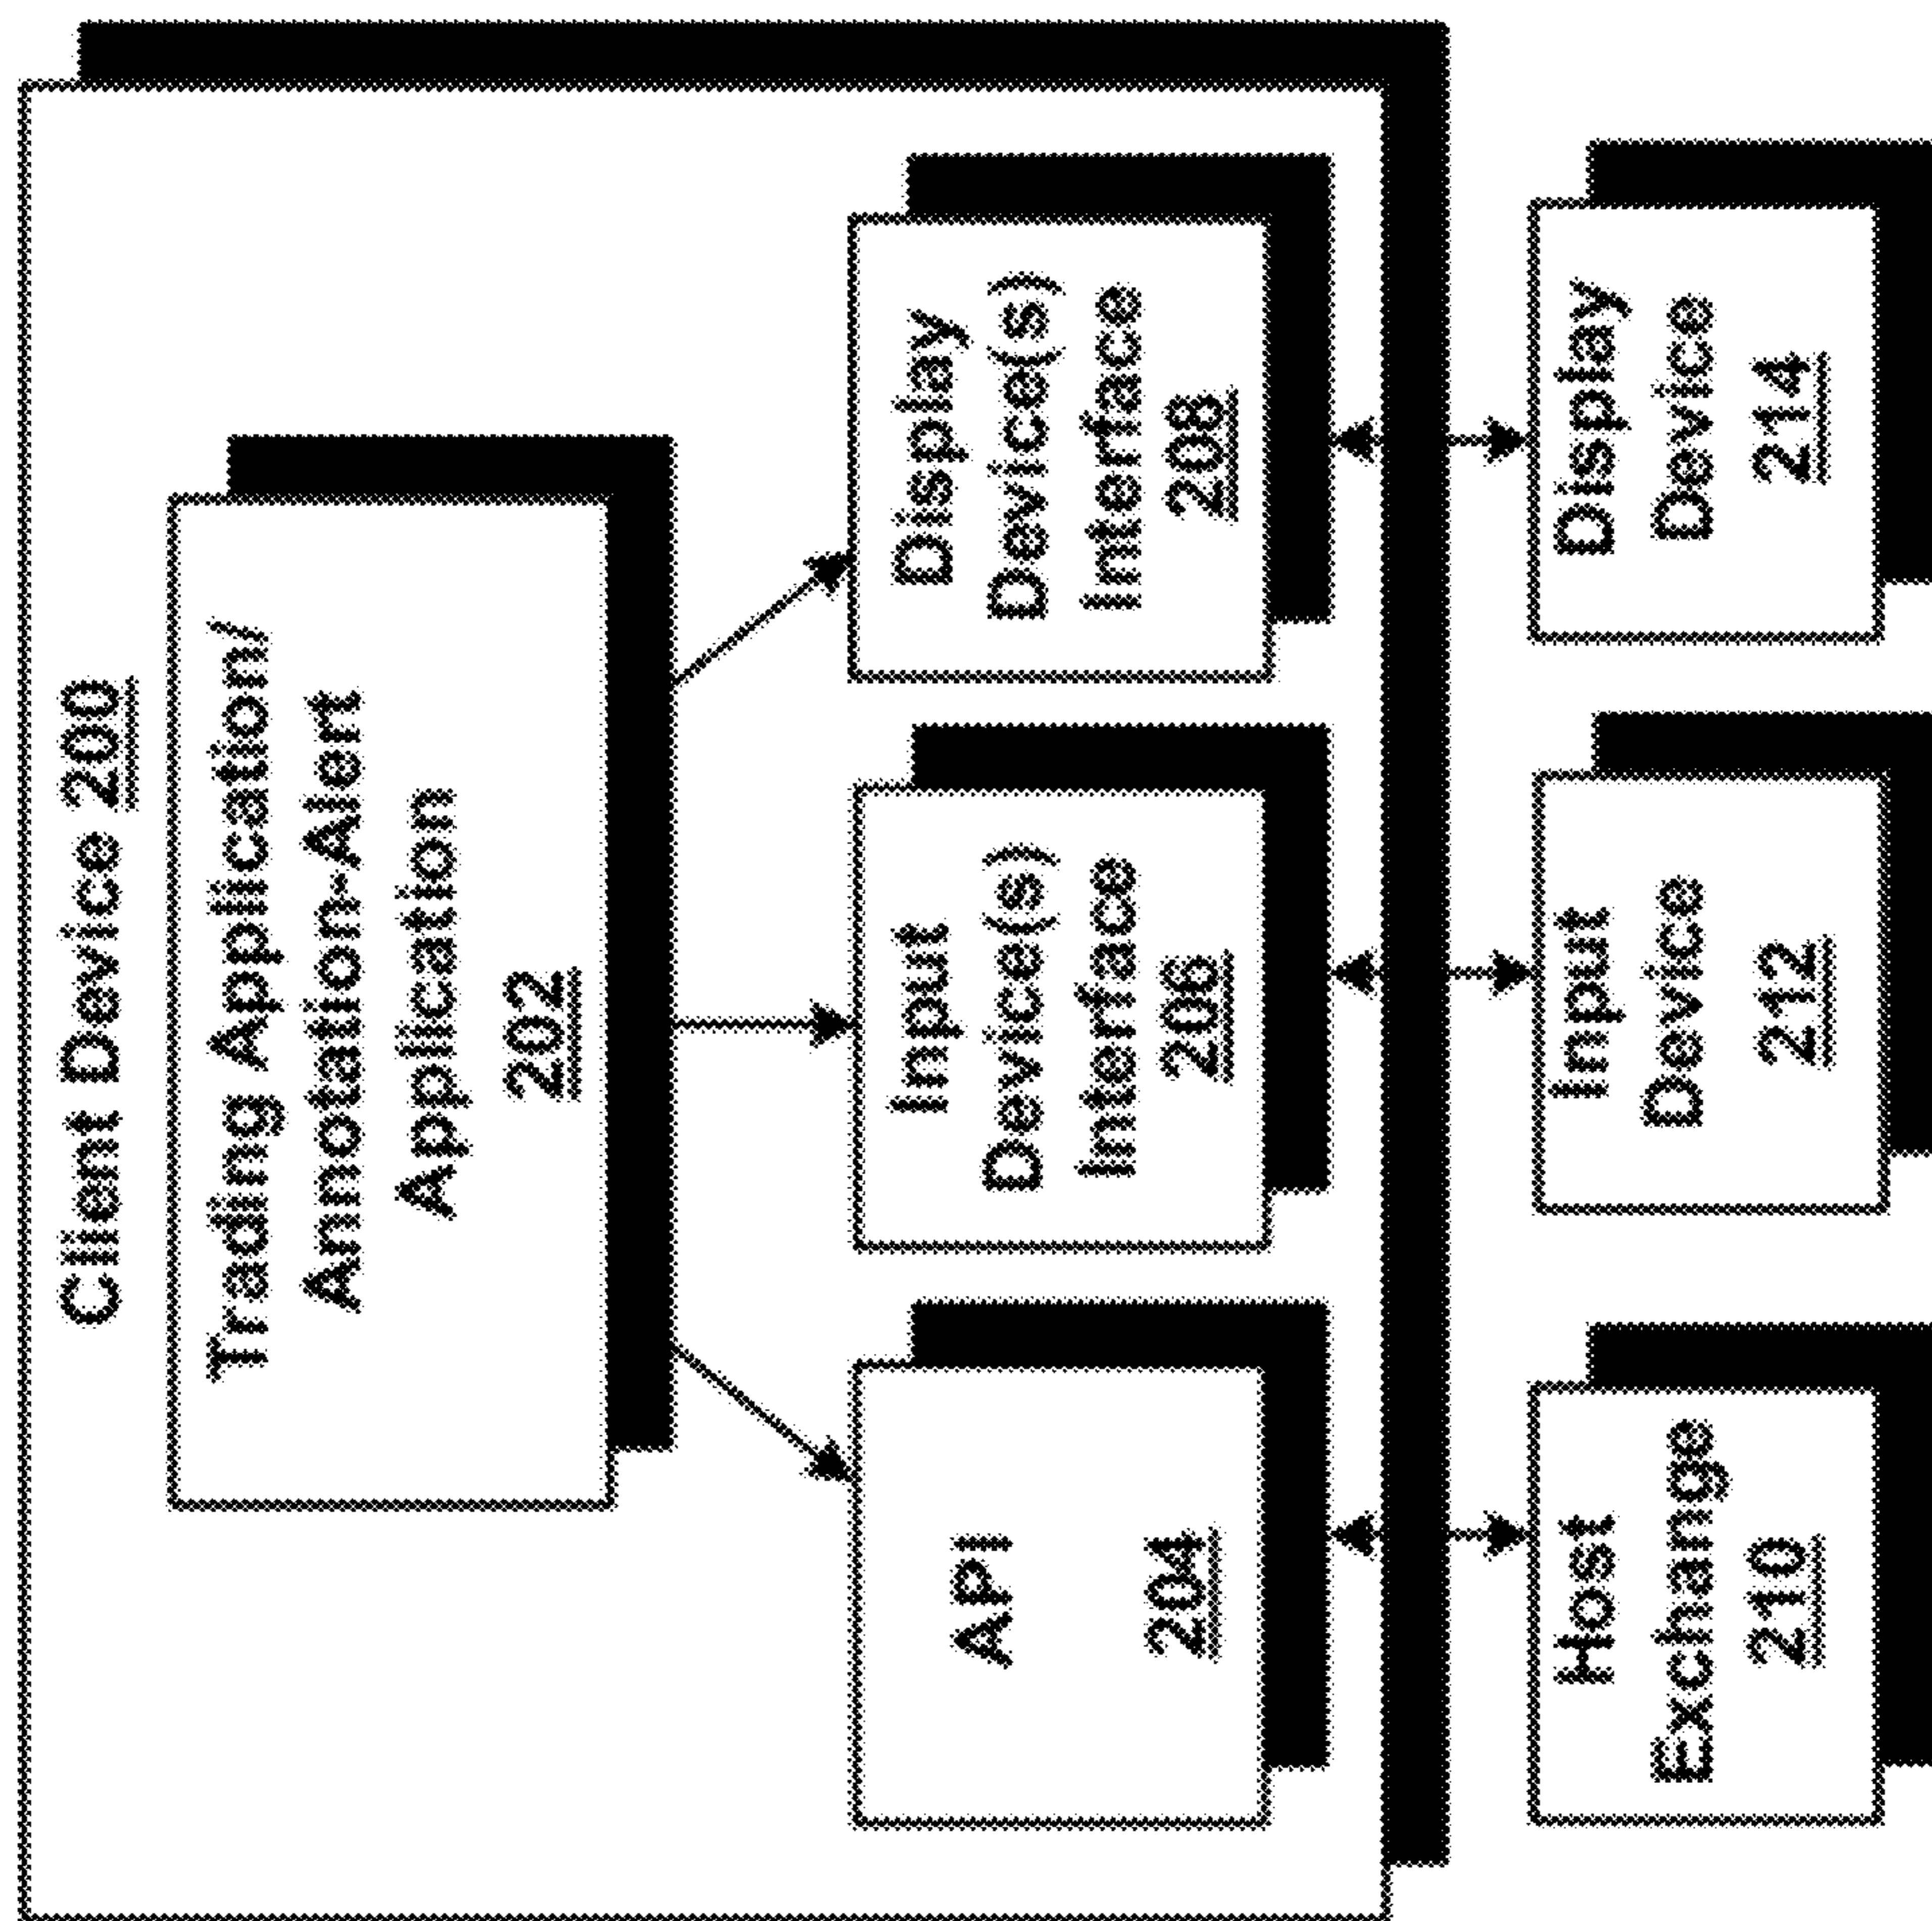 Client Device 200
Trading Application/
Annotation-Alert
Application
202
API
204
Input
Device(s)
Interface
206
Display
Device(s)
Interface
208
Host
Exchange
210
Input
Device
212
Display
Device
214